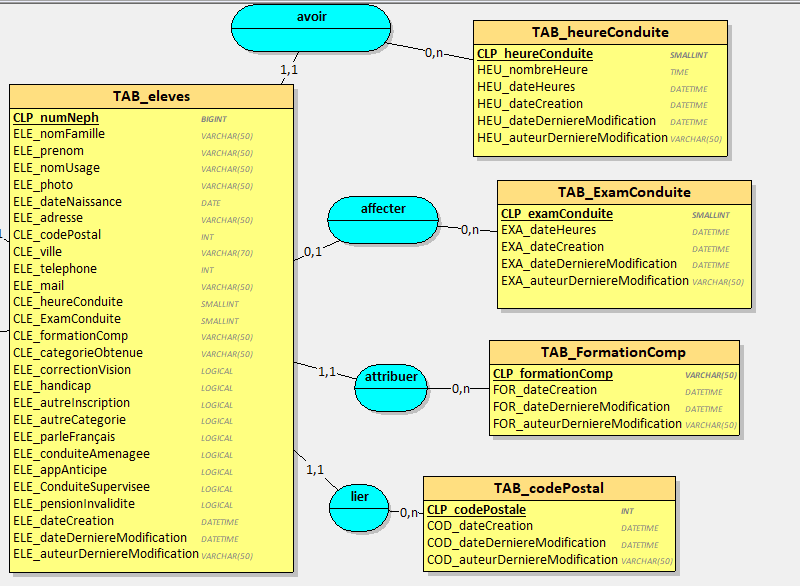 avoir
1,1
0,n
TAB_heureConduite
CLP_heureConduite SMALLINT
HEU_nombreHeure TIME
HEU_dateHeures DATETIME
HEU_dateCreation DATETIME
HEU_dateDerniereModification DATETIME
HEU_auteurDerniereModification VARCHAR(50)
TAB_eleves
CLP_numNeph BIGINT
ELE_nomFamille VARCHAR(50)
ELE_prenom VARCHAR(50)
ELE_nomUsage VARCHAR(50)
ELE_photo VARCHAR(50)
ELE_dateNaissance DATE
ELE_adresse VARCHAR(50)
CLE_codePostal INT
CLE_ville VARCHAR(70)
ELE_telephone INT
ELE_mail VARCHAR(50)
CLE_heureConduite SMALLINT
CLE_ExamConduite SMALLINT
CLE_formationComp VARCHAR(50)
CLE_categorieObtenue VARCHAR(50)
ELE_correctionVision LOGICAL
ELE_handicap LOGICAL
ELE_autreInscription LOGICAL
ELE_autreCategorie LOGICAL
ELE_parleFrançais LOGICAL
ELE_conduiteAmenagee LOGICAL
ELE_appAnticipe LOGICAL
ELE_ConduiteSupervisee LOGICAL
ELE_pensionInvalidite LOGICAL
ELE_dateCreation DATETIME
ELE_dateDerniereModification DATETIME
ELE_auteurDerniereModification VARCHAR(50)
1
affecter
0,1
0,n
TAB_ExamConduite
CLP_examConduite SMALLINT
EXA_dateHeures DATETIME
EXA_dateCreation DATETIME
EXA_dateDerniereModification DATETIME
EXA_auteurDerniereModification VARCHAR(50)
attribuer
1,1
0,n
TAB_FormationComp
CLP_formationComp VARCHAR(50)
FOR_dateCreation DATETIME
FOR_dateDerniereModification DATETIME
FOR_auteurDerniereModification VARCHAR(50)
lier
1,1
0,n
TAB_codePostal
CLP_codePostale INT
COD_dateCreation DATETIME
COD_dateDerniereModification DATETIME
COD_auteurDerniereModification VARCHAR(50)